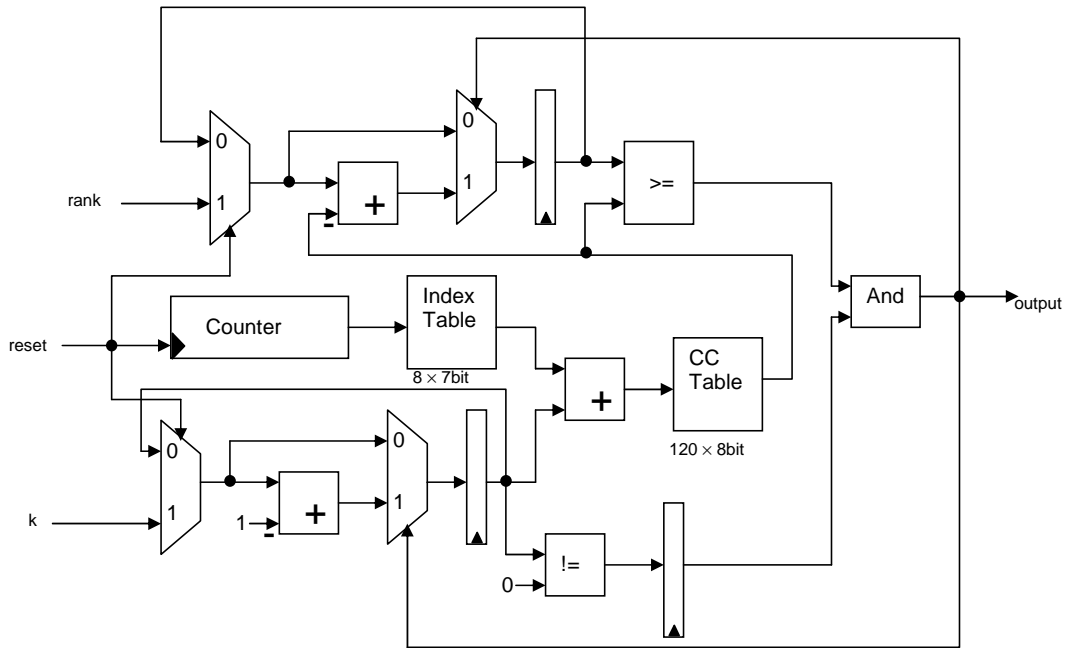 0
0
1
rank
1
+
-
>=
Index
Table
8 × 7bit
Counter
And
output
reset
CC
Table
120 × 8bit
+
0
1
k
0
1
+
1
-
!=
0